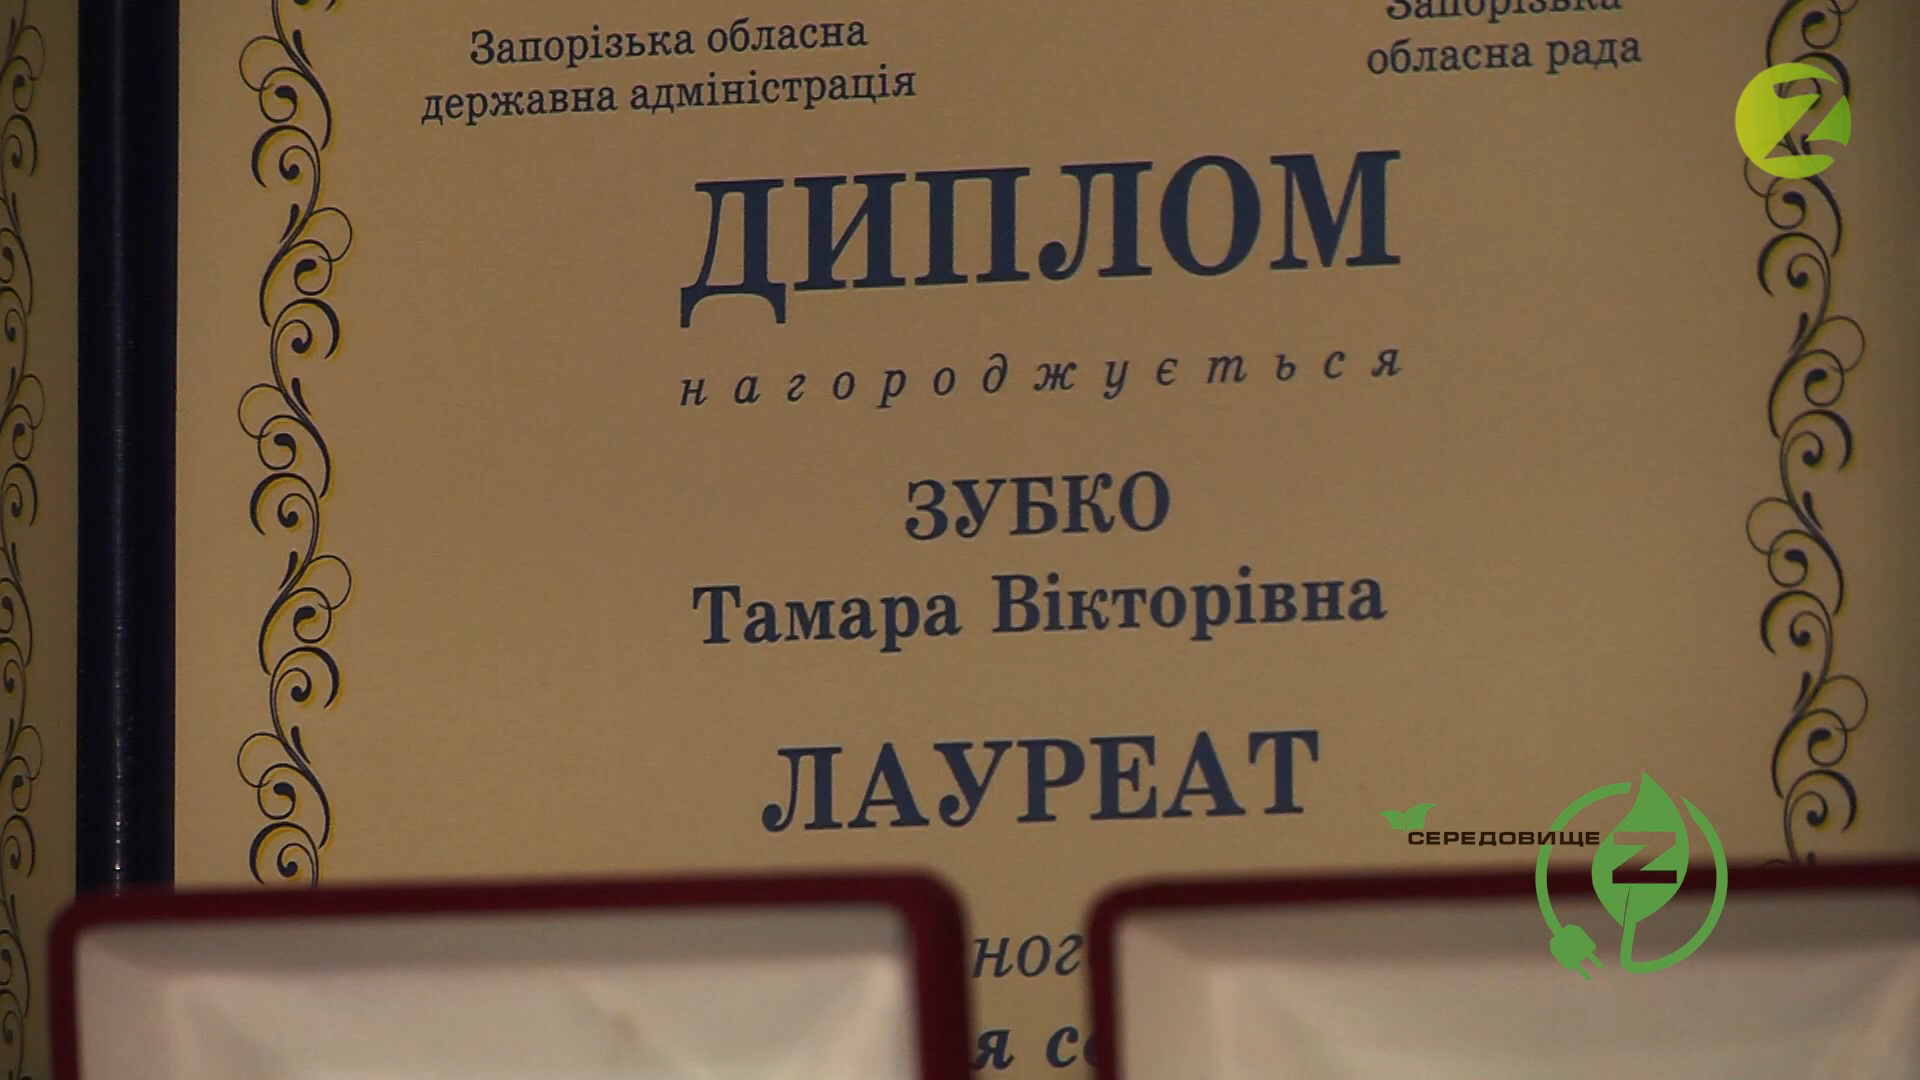 Запорізька обласна
державна адміністрація
Запорізька
обласна рада
Z
ДИПЛОМ
нагороджується
ЗУБКО
Тамара Вікторівна
ЛАУРЕАТ
СЕРЕДОВИЩЕ
Z